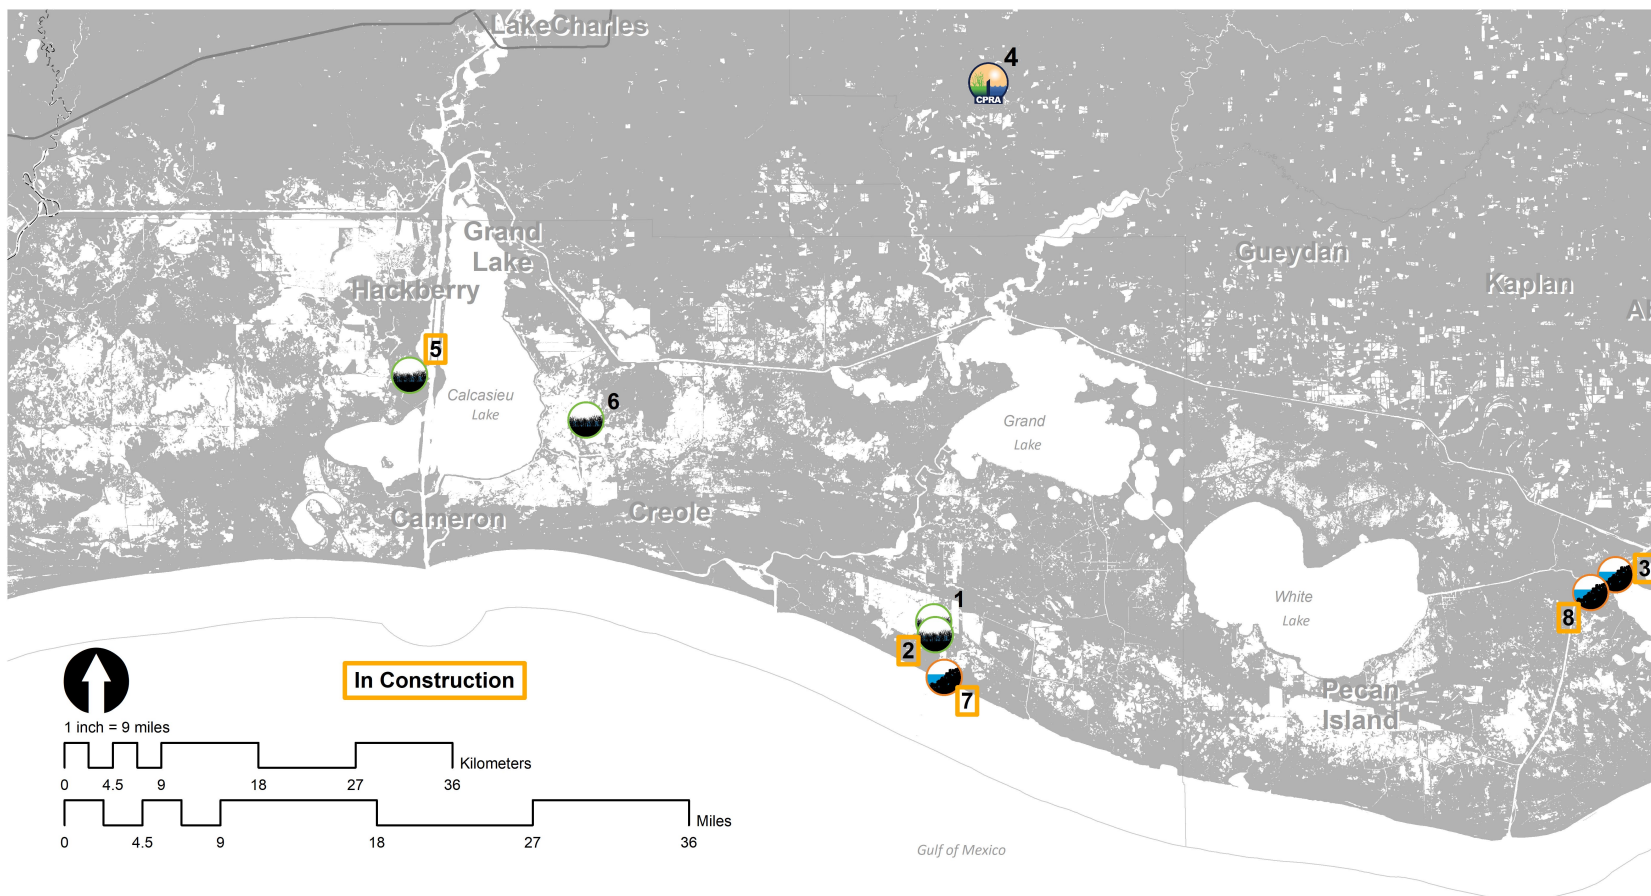 LakeCharles
4
CPRA
Grand
Lake
Gueydan
Kaplan
Hackberry
5
Calcasieu
Lake
6
Grand
Lake
Cameron
Creole
3
1
White
Lake
8
2
7
In Construction
Pecan
Island
1 inch = 9 miles
Kilometers
0 4.5 9 18 27 36
Miles
0 4.5 9 18 27 36
Gulf of Mexico